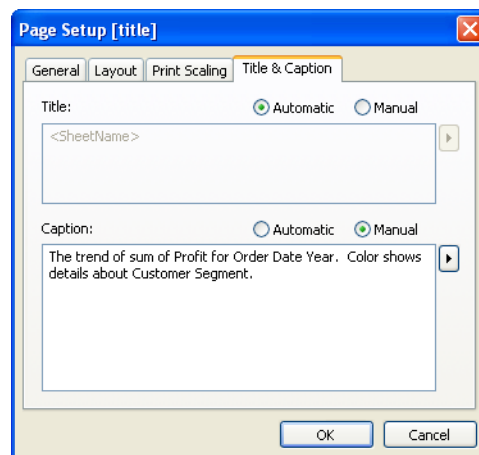 Page Setup [title]
General Layout Print Scaling Title & Caption
Title: Automatic Manual
<SheetName>
Caption: Automatic Manual
The trend of sum of Profit for Order Date Year.  Color shows
details about Customer Segment.
OK Cancel